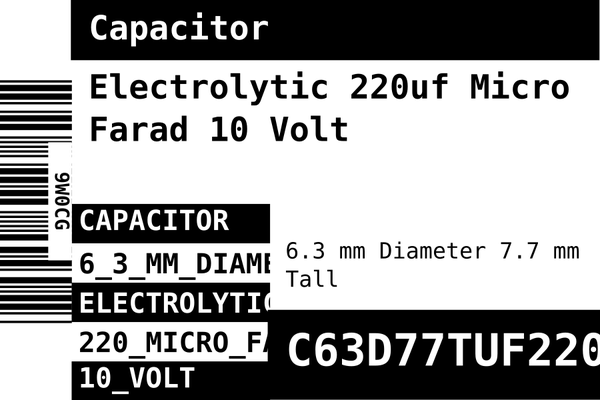 Capacitor
Electrolytic 220uf Micro
Farad 10 Volt
9W0CG
CAPACITOR
6_3_MM_DIAME
ELECTROLYTIC
220_MICRO_FA
10_VOLT
6.3 mm Diameter 7.7 mm
Tall
C63D77TUF220